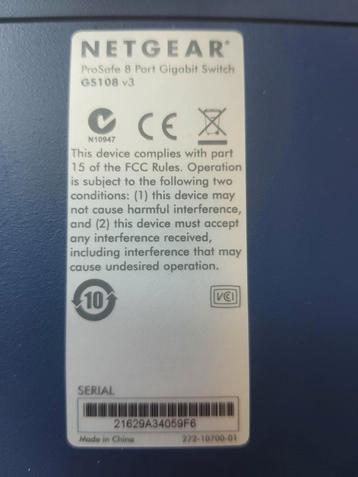 NETGEAR®
ProSafe 8 Port Gigabit Switch
GS108 v3
N10947
CE
This device complies with part
15 of the FCC Rules. Operation
is subject to the following two
conditions: (1) this device may
not cause harmful interference,
and (2) this device must accept
any interference received,
including interference that may
cause undesired operation.
10
VCI
SERIAL
21629A34059F6
Made in China
272-10700-01